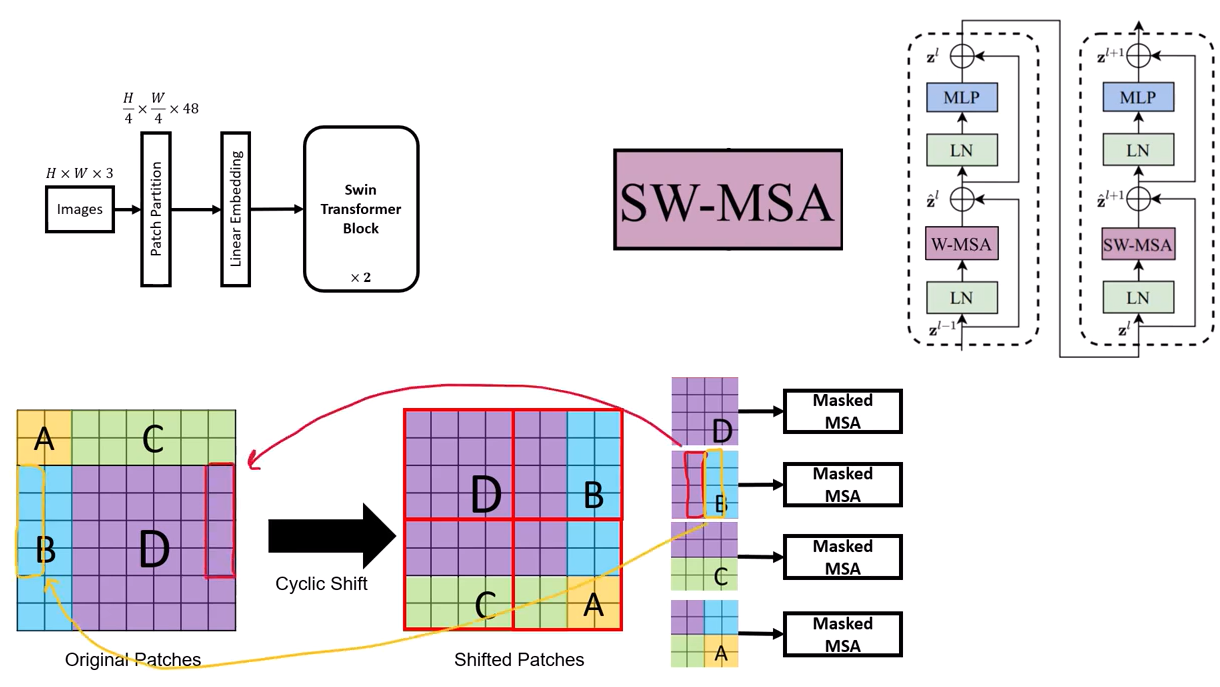 H/4 × W/4 × 48
H × W × 3
Images
Patch Partition
Linear Embedding
Swin
Transformer
Block
× 2
SW-MSA
z^l
MLP
LN
ẑ^l
W-MSA
LN
z^{l-1}
z^{l+1}
MLP
LN
ẑ^{l+1}
SW-MSA
LN
z^l
A
C
B
D
Original Patches
Cyclic Shift
D
B
C
A
Shifted Patches
D
Masked
MSA
B
Masked
MSA
C
Masked
MSA
A
Masked
MSA